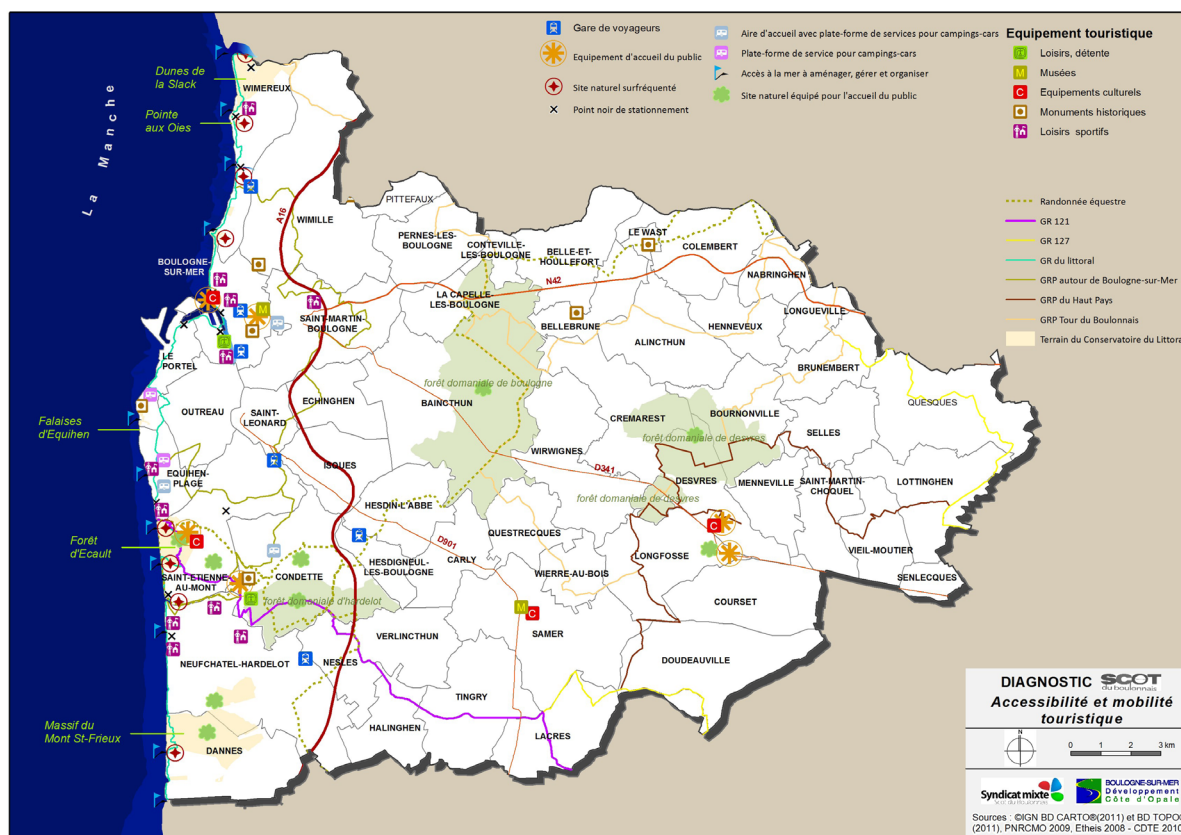 Gare de voyageurs
Equipement d'accueil du public
Site naturel surfréquenté
Point noir de stationnement
Aire d'accueil avec plate-forme de services pour campings-cars
Plate-forme de service pour campings-cars
Accès à la mer à aménager, gérer et organiser
Site naturel équipé pour l'accueil du public
Equipement touristique
Loisirs, détente
M
Musées
C
Equipements culturels
Monuments historiques
Loisirs sportifs
Randonnée équestre
GR 121
GR 127
GR du littoral
GRP autour de Boulogne-sur-Mer
GRP du Haut Pays
GRP Tour du Boulonnais
Terrain du Conservatoire du Littora
La Manche
Dunes de
la Slack
Pointe
aux Oies
Falaises
d'Equihen
Forêt
d'Ecault
Massif du
Mont St-Frieux
WIMEREUX
A16
WIMILLE
PITTEFAUX
PERNES-LES
BOULOGNE
CONTEVILLE
LES-BOULOGNE
BELLE-ET-
HOULLEFORT
LE WAST
COLEMBERT
NABRINGHEN
BOULOGNE-
SUR-MER
C
M
N42
LA CAPELLE-
LES-BOULOGNE
SAINT-MARTIN-
BOULOGNE
BELLEBRUNE
HENNEVEUX
LONGUEVILLE
ALINCTHUN
BRUNEMBERT
LE
PORTEL
OUTREAU
SAINT-
LEONARD
ECHINGHEN
forêt domaniale de boulogne
BAINCTHUN
CREMAREST
BOURNONVILLE
QUESQUES
forêt domaniale de desvres
SELLES
WIRWIGNES
D341
ISQUES
EQUIHEN-
PLAGE
HESDIN-L'ABBE
DESVRES
MENNEVILLE
SAINT-MARTIN
-CHOCQUEL
LOTTINGHEN
forêt domaniale de desvres
QUESTRECQUES
C
D901
C
CARLY
HESDIGNEUL-
LES-BOULOGNE
LONGFOSSE
VIEIL-MOUTIER
WIERRE-AU-BOIS
SENLECQUES
SAINT-ETIENNE
AU-MONT
CONDETTE
forêt domaniale d'hardelot
COURSET
M
C
SAMER
VERLINCTHUN
NEUFCHATEL-HARDELOT
NESLES
DOUDEAUVILLE
TINGRY
HALINGHEN
LACRES
DANNES
DIAGNOSTIC
SCOT
du boulonnais
Accessibilité et mobilité
touristique
N
0 1 2 3 km
Syndicat mixte
Scot du Boulonnais
BOULOGNE-SUR-MER
Développement
Côte d'Opale
Sources : ©IGN BD CARTO®(2011) et BD TOPO
(2011), PNRCMO 2009, Etheis 2008 - CDTE 2010